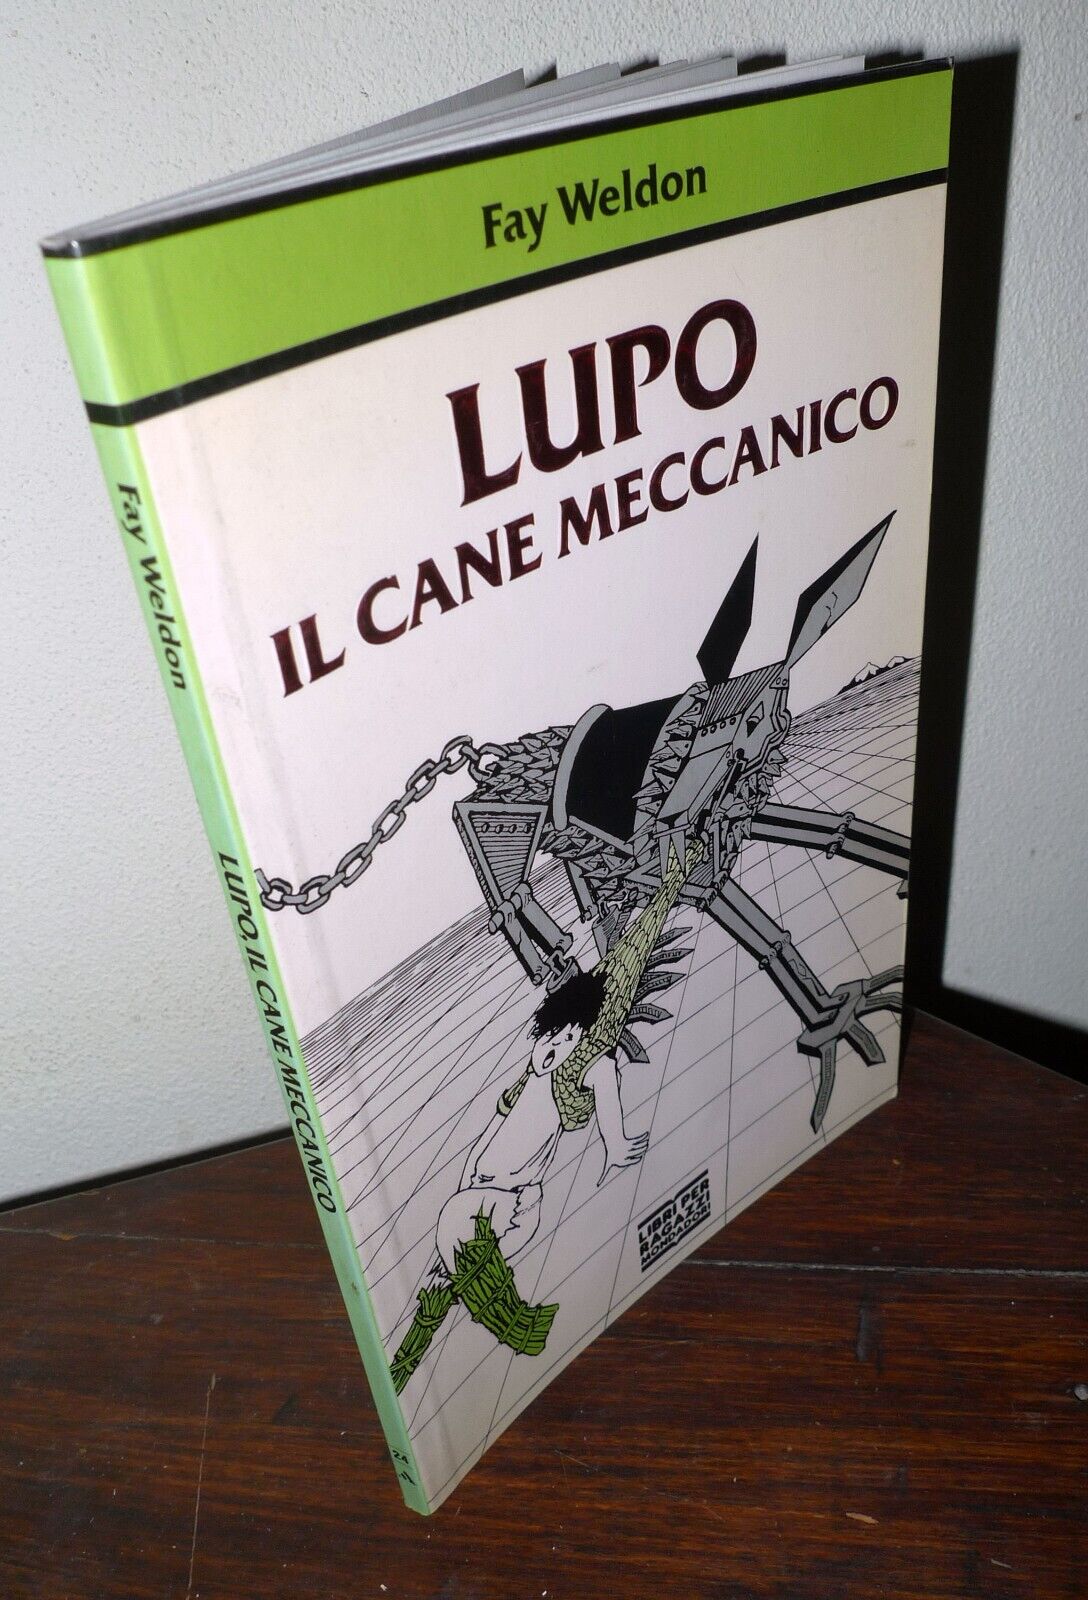 Fay Weldon
LUPO
IL CANE MECCANICO
LIBRI PER
RAGAZZI
MONDADORI
Fay Weldon
LUPO, IL CANE MECCANICO
24